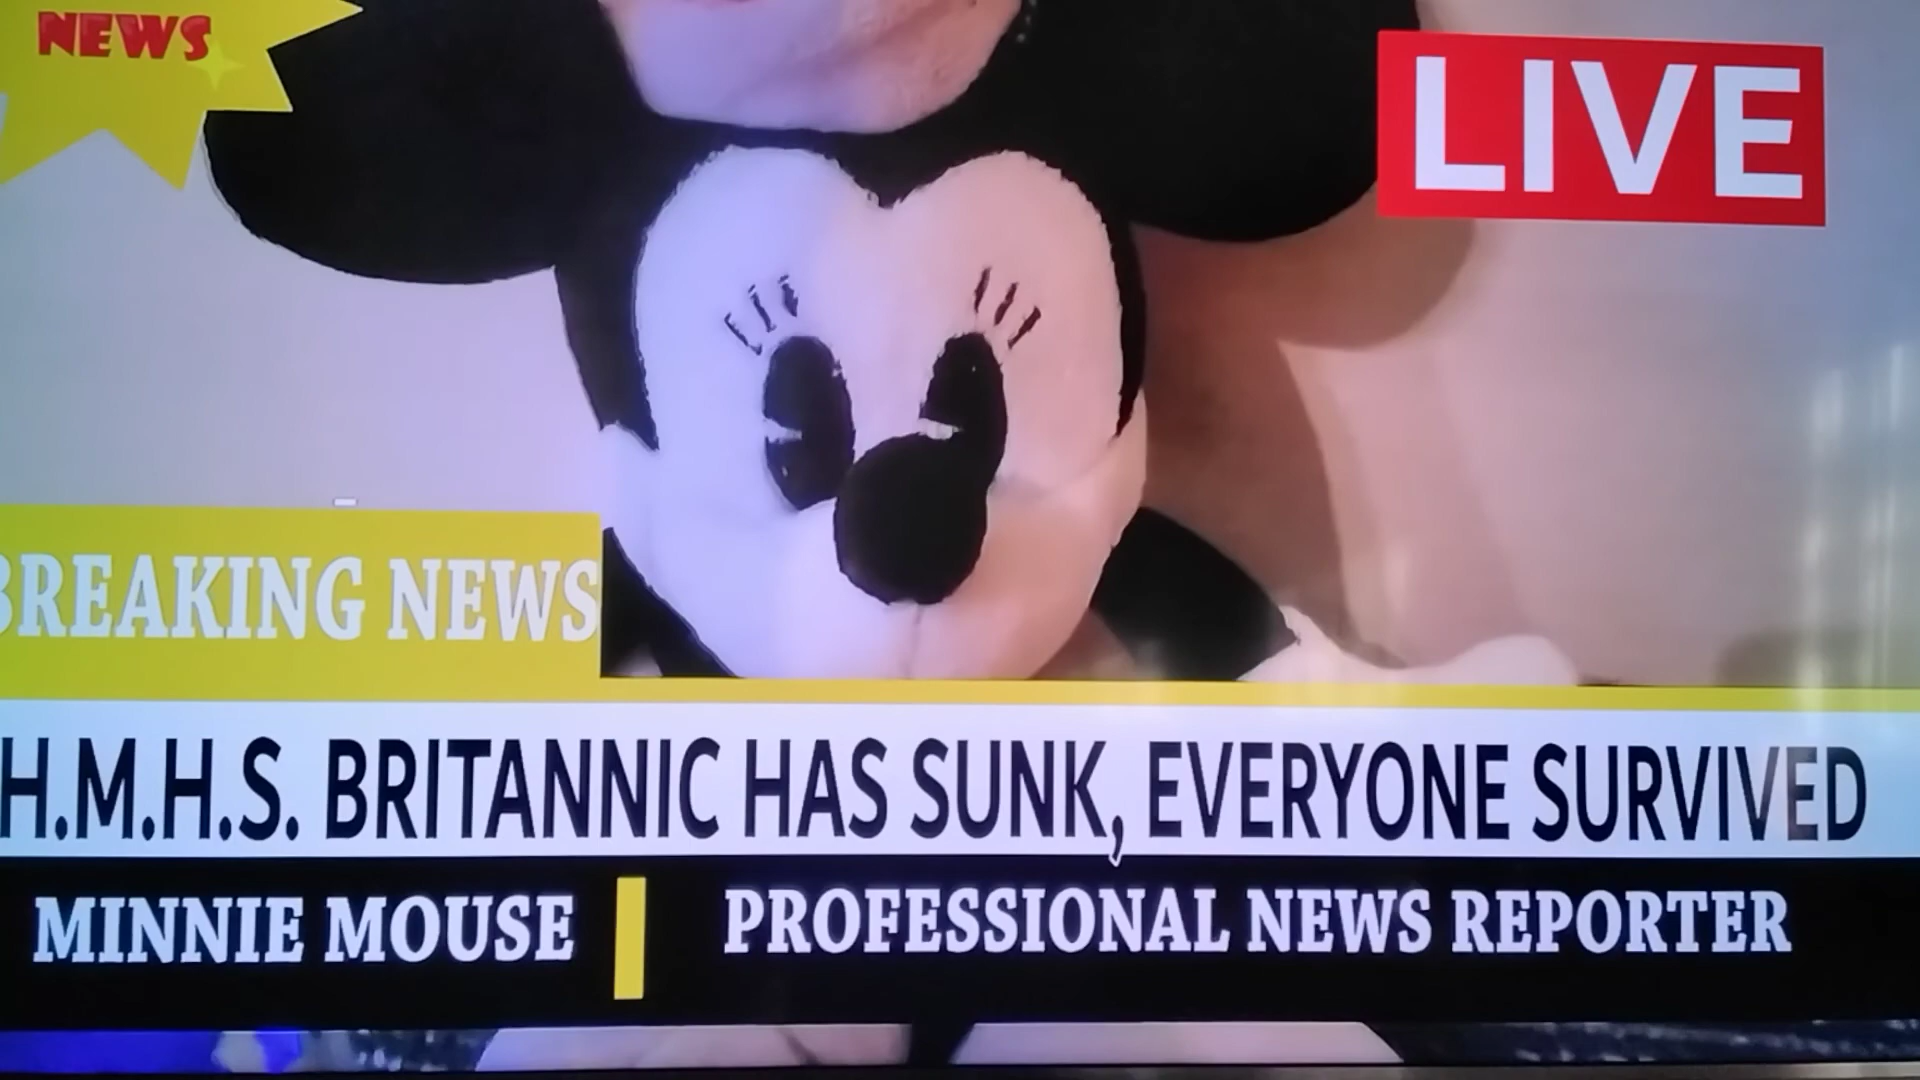 NEWS
LIVE
BREAKING NEWS
H.M.H.S. BRITANNIC HAS SUNK, EVERYONE SURVIVED
MINNIE MOUSE
PROFESSIONAL NEWS REPORTER